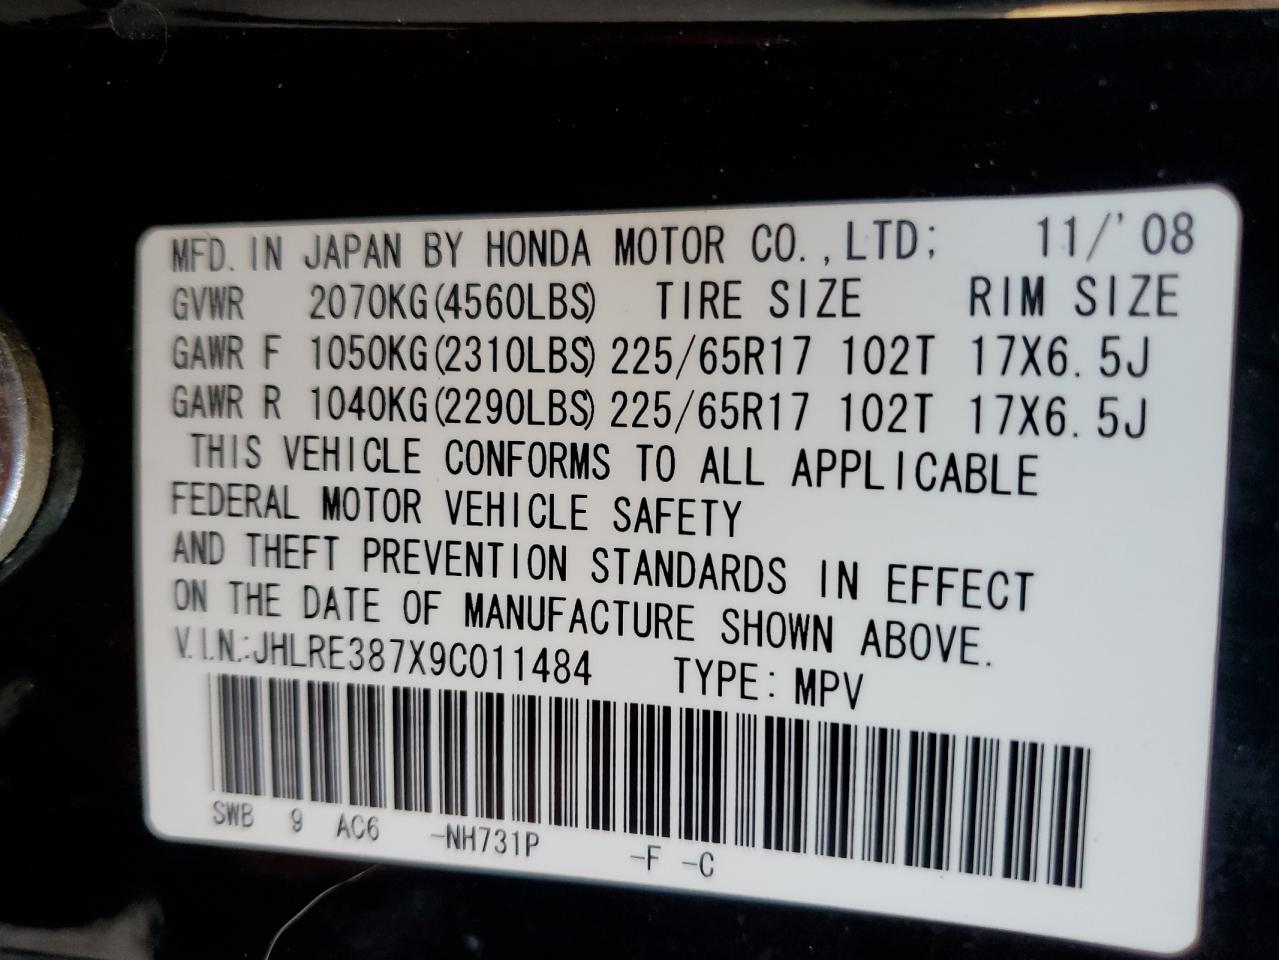 MFD. IN JAPAN BY HONDA MOTOR CO., LTD; 11/'08
GVWR 2070KG(4560LBS) TIRE SIZE RIM SIZE
GAWR F 1050KG(2310LBS) 225/65R17 102T 17X6.5J
GAWR R 1040KG(2290LBS) 225/65R17 102T 17X6.5J
THIS VEHICLE CONFORMS TO ALL APPLICABLE
FEDERAL MOTOR VEHICLE SAFETY
AND THEFT PREVENTION STANDARDS IN EFFECT
ON THE DATE OF MANUFACTURE SHOWN ABOVE.
V.I.N.:JHLRE387X9C011484 TYPE: MPV
SWB 9 AC6 -NH731P -F -C